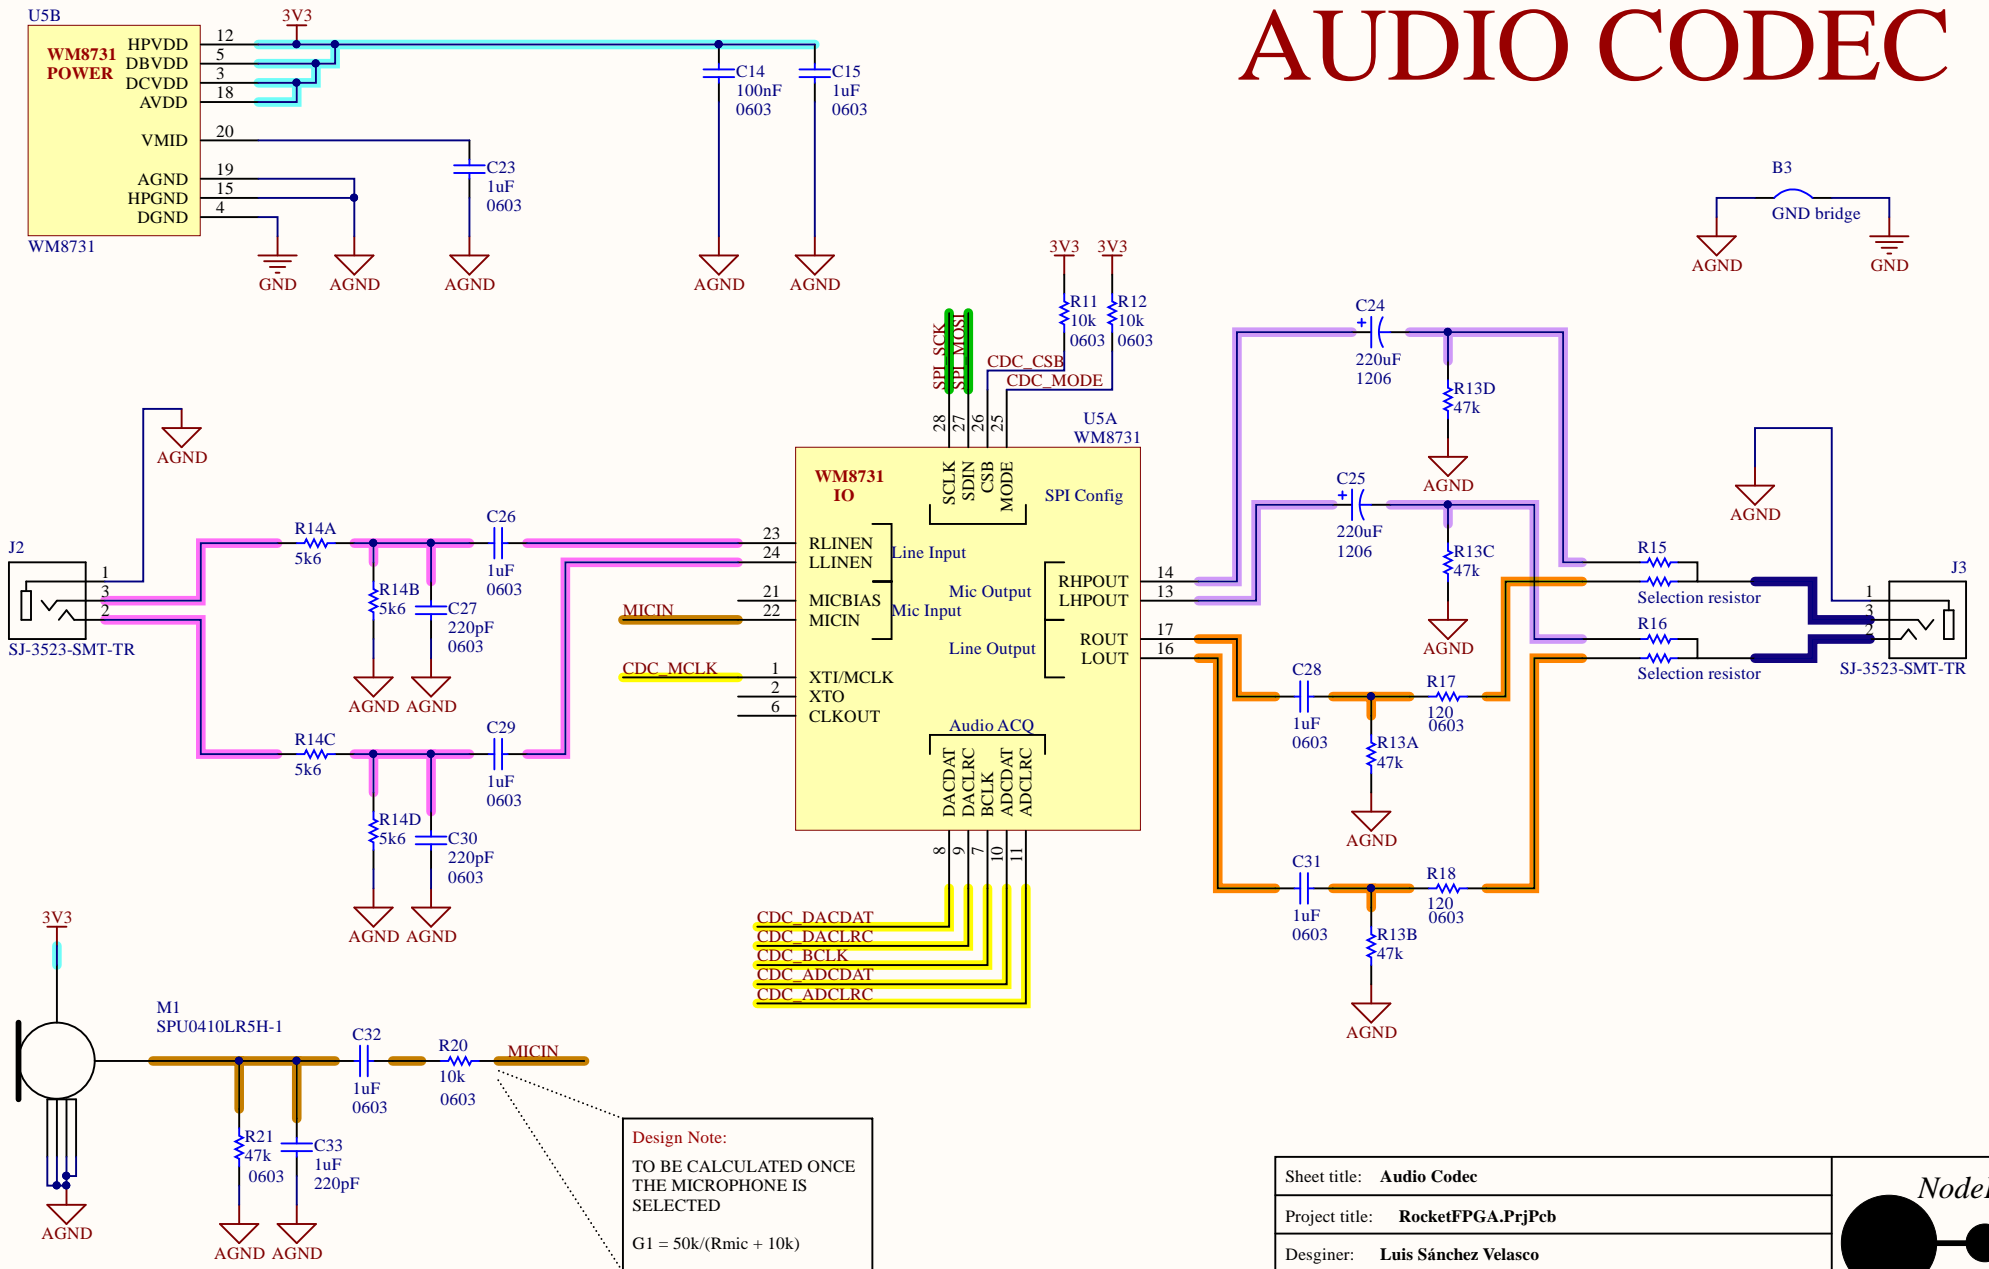 AUDIO CODEC
U5B
WM8731
POWER
HPVDD
DBVDD
DCVDD
AVDD
VMID
AGND
HPGND
DGND
12
5
3
18
20
19
15
4
WM8731
3V3
C14
100nF
0603
C15
1uF
0603
C23
1uF
0603
GND
AGND
AGND
AGND
AGND
B3
GND bridge
AGND
GND
3V3
3V3
R11
10k
0603
R12
10k
0603
SPI_SCK
SPI_MOSI
CDC_CSB
CDC_MODE
28
27
26
25
U5A
WM8731
WM8731
IO
SCLK
SDIN
CSB
MODE
SPI Config
23
24
21
22
1
2
6
RLINEN
LLINEN
MICBIAS
MICIN
XTI/MCLK
XTO
CLKOUT
Line Input
Mic Input
Mic Output
Line Output
RHPOUT
LHPOUT
ROUT
LOUT
14
13
17
16
Audio ACQ
DACDAT
DACLRC
BCLK
ADCDAT
ADCLRC
8
9
7
10
11
CDC_DACDAT
CDC_DACLRC
CDC_BCLK
CDC_ADCDAT
CDC_ADCLRC
MICIN
CDC_MCLK
AGND
J2
1
3
2
SJ-3523-SMT-TR
R14A
5k6
R14B
5k6
C26
1uF
0603
C27
220pF
0603
AGND
AGND
R14C
5k6
R14D
5k6
C29
1uF
0603
C30
220pF
0603
AGND
AGND
C24
220uF
1206
R13D
47k
AGND
C25
220uF
1206
R13C
47k
AGND
R15
Selection resistor
R16
Selection resistor
AGND
J3
1
3
2
SJ-3523-SMT-TR
C28
1uF
0603
R17
120
0603
R13A
47k
AGND
C31
1uF
0603
R18
120
0603
R13B
47k
AGND
3V3
M1
SPU0410LR5H-1
C32
1uF
0603
R20
10k
0603
MICIN
R21
47k
0603
C33
1uF
220pF
AGND
AGND
AGND
Design Note:
TO BE CALCULATED ONCE
THE MICROPHONE IS
SELECTED
G1 = 50k/(Rmic + 10k)
Sheet title: Audio Codec
Project title: RocketFPGA.PrjPcb
Desginer: Luis Sánchez Velasco